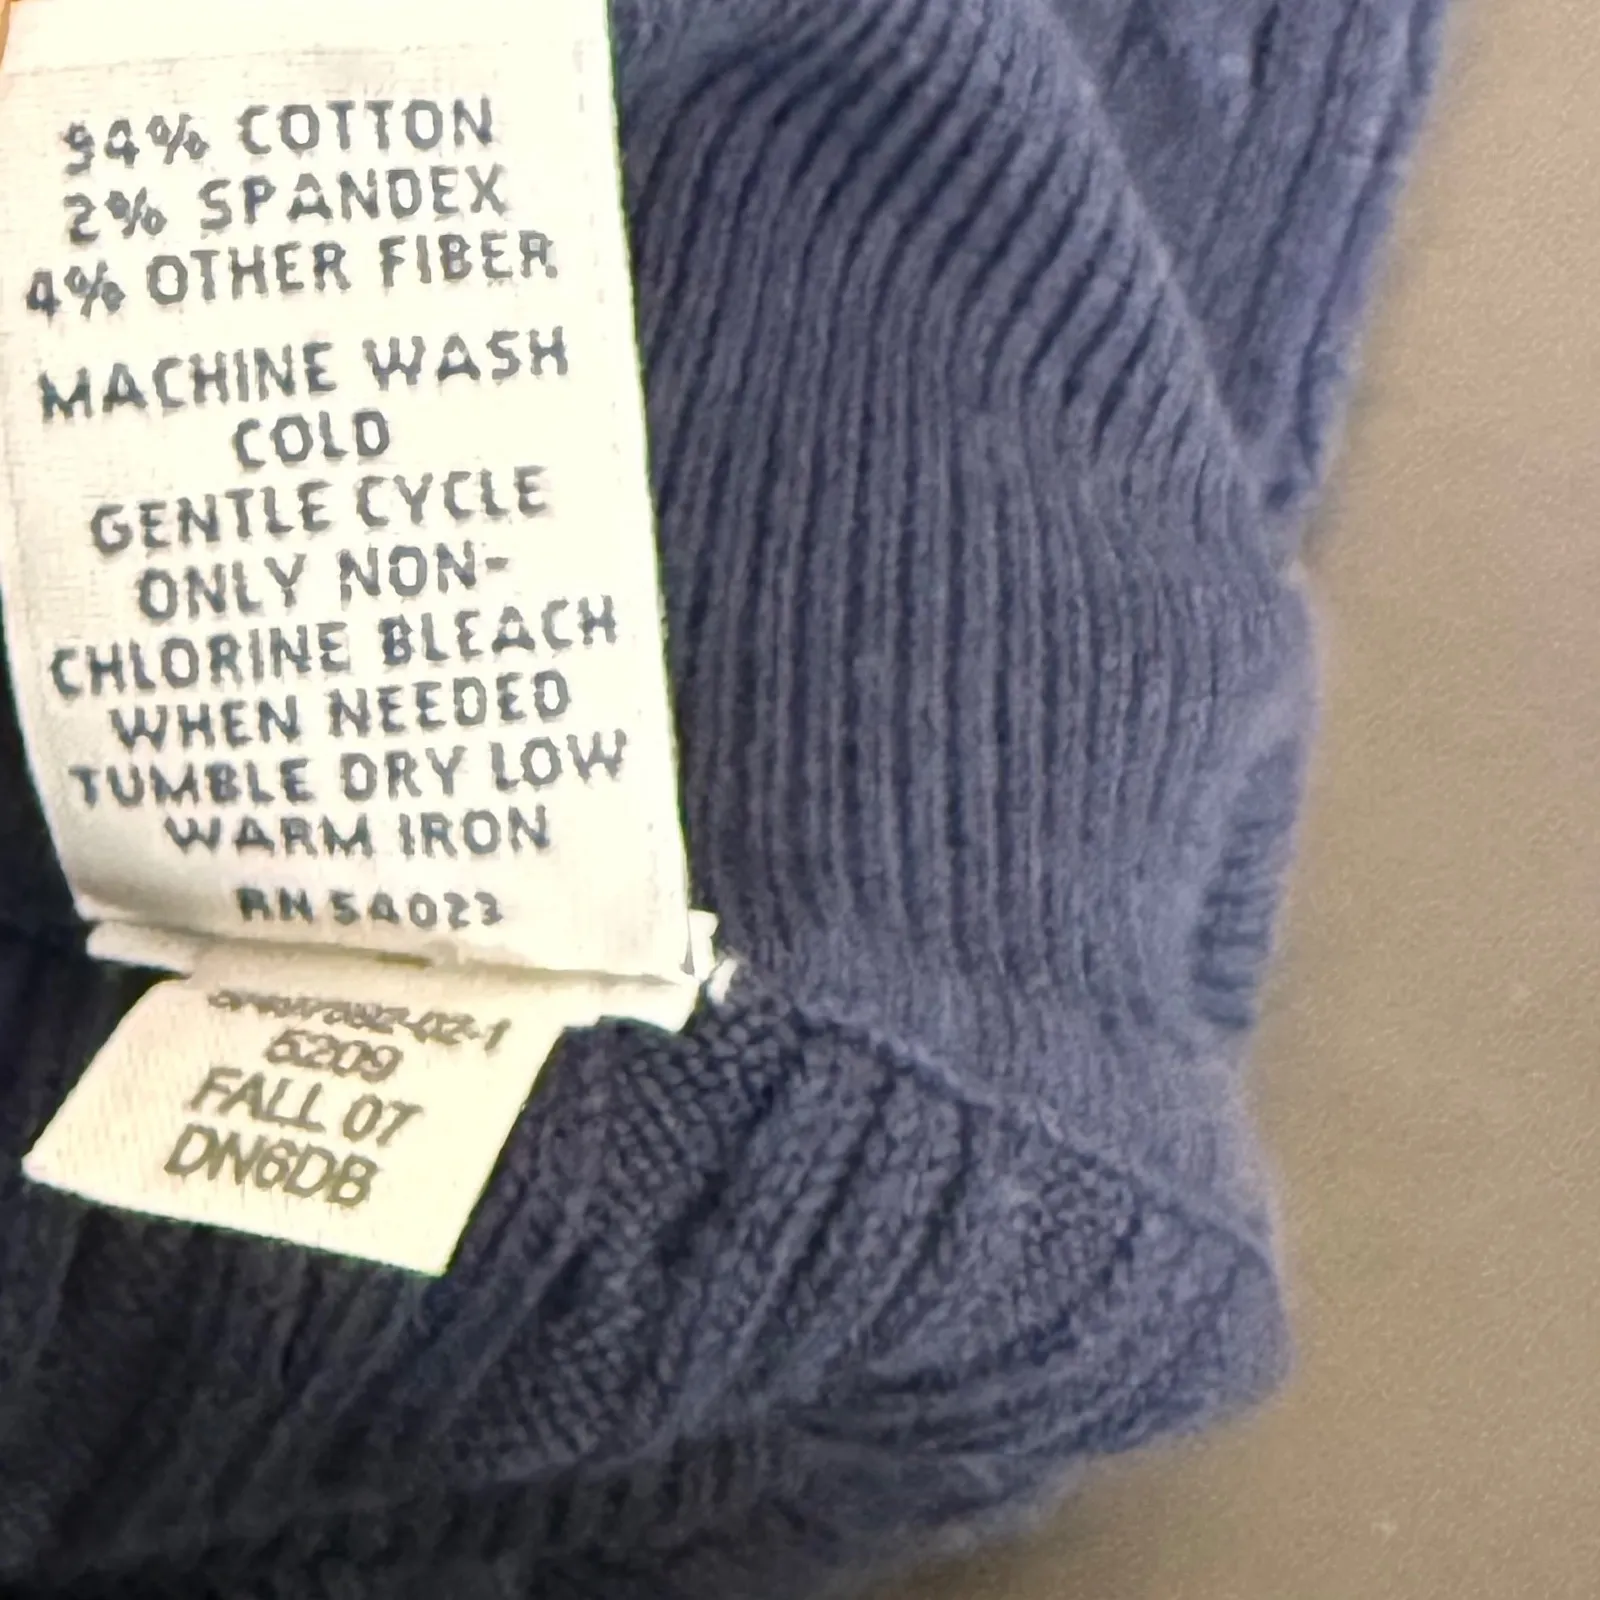 94% COTTON
2% SPANDEX
4% OTHER FIBER
MACHINE WASH
COLD
GENTLE CYCLE
ONLY NON-
CHLORINE BLEACH
WHEN NEEDED
TUMBLE DRY LOW
WARM IRON
RN 54023
6209
FALL 07
DN6DB